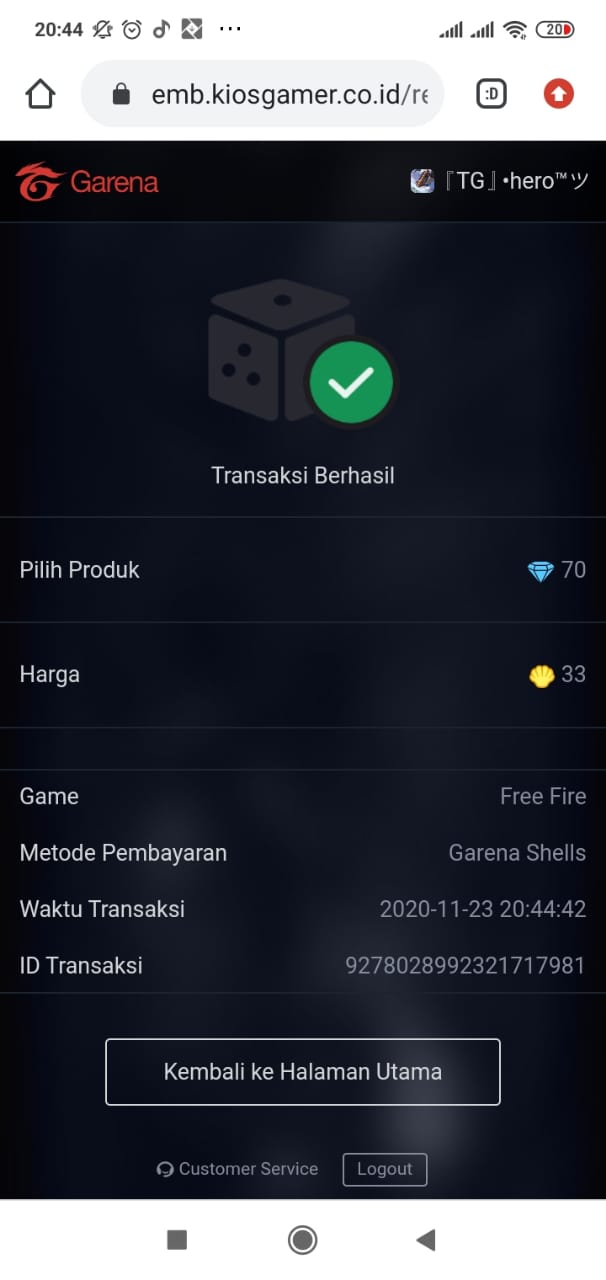 20:44
20
emb.kiosgamer.co.id/re
:D
Garena
『TG』•hero™ツ
Transaksi Berhasil
Pilih Produk 70
Harga 33
Game Free Fire
Metode Pembayaran Garena Shells
Waktu Transaksi 2020-11-23 20:44:42
ID Transaksi 9278028992321717981
Kembali ke Halaman Utama
Customer Service Logout